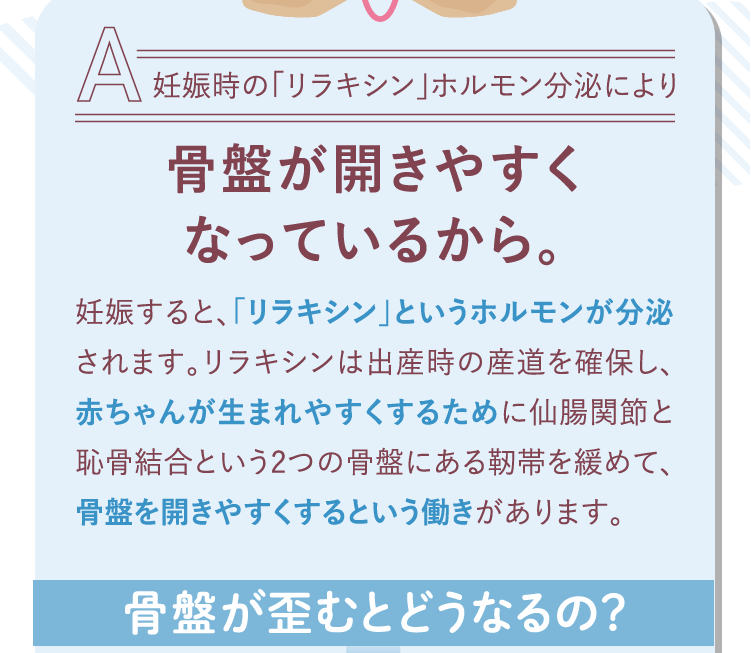 A
妊娠時の「リラキシン」ホルモン分泌により
骨盤が開きやすく
なっているから。
妊娠すると、「リラキシン」というホルモンが分泌
されます。リラキシンは出産時の産道を確保し、
赤ちゃんが生まれやすくするために仙腸関節と
恥骨結合という2つの骨盤にある靭帯を緩めて、
骨盤を開きやすくするという働きがあります。
骨盤が歪むとどうなるの？